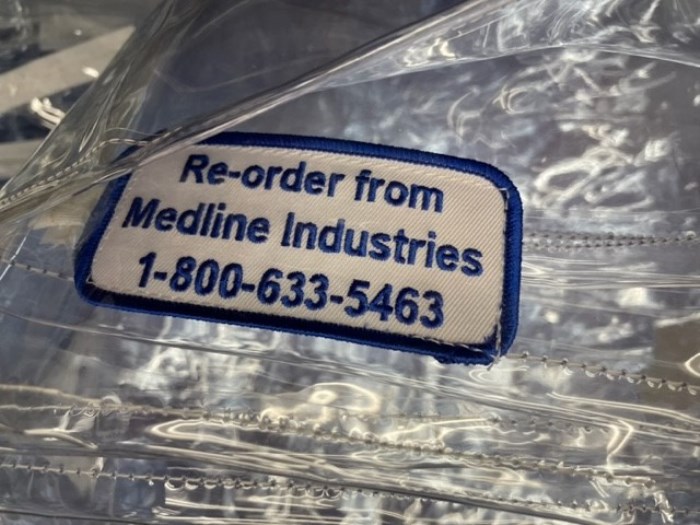 Re-order from
Medline Industries
1-800-633-5463